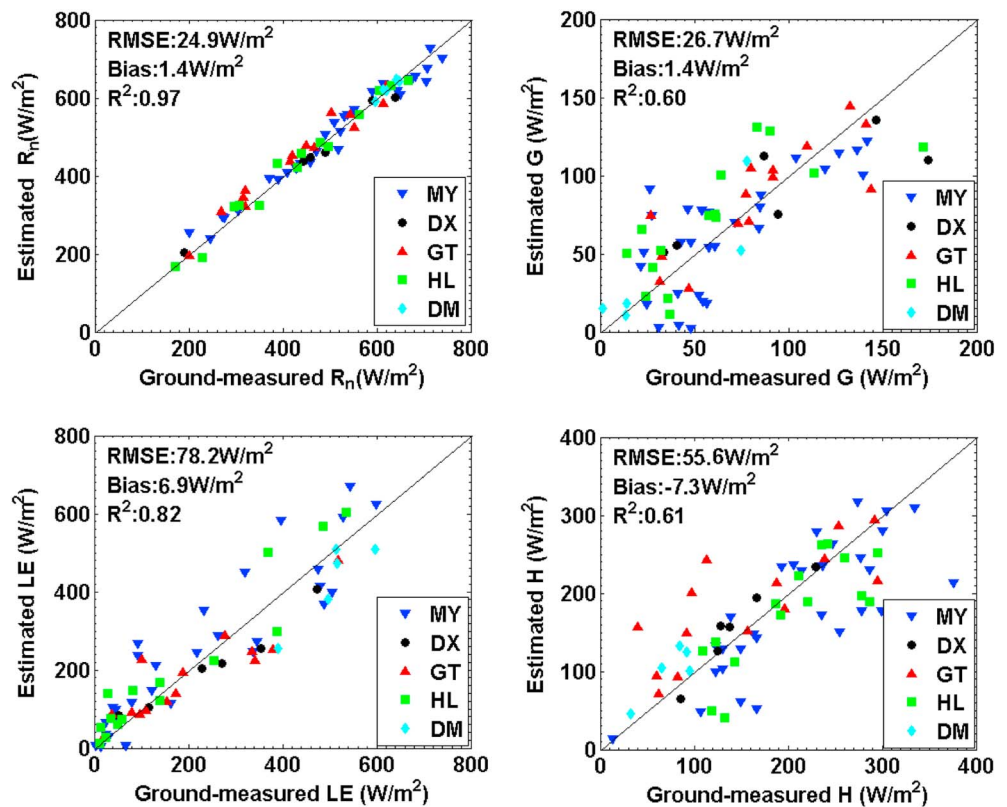 RMSE:24.9W/m²
Bias:1.4W/m²
R²:0.97
800
600
400
200
0
0 200 400 600 800
Estimated Rₙ(W/m²)
Ground-measured Rₙ(W/m²)
MY
DX
GT
HL
DM
RMSE:26.7W/m²
Bias:1.4W/m²
R²:0.60
200
150
100
50
0
0 50 100 150 200
Estimated G (W/m²)
Ground-measured G (W/m²)
MY
DX
GT
HL
DM
RMSE:78.2W/m²
Bias:6.9W/m²
R²:0.82
800
600
400
200
0
0 200 400 600 800
Estimated LE (W/m²)
Ground-measured LE (W/m²)
MY
DX
GT
HL
DM
RMSE:55.6W/m²
Bias:-7.3W/m²
R²:0.61
400
300
200
100
0
0 100 200 300 400
Estimated H (W/m²)
Ground-measured H (W/m²)
MY
DX
GT
HL
DM